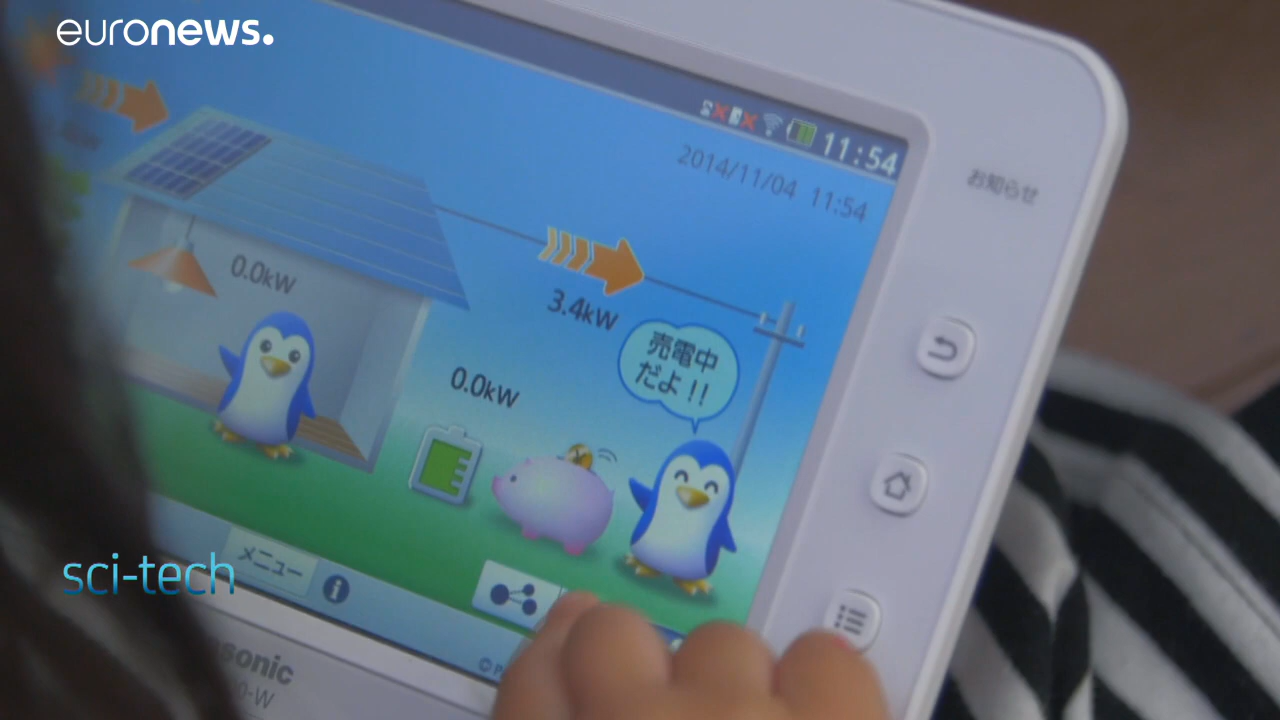 euronews.
11:54
2014/11/04 11:54
お知らせ
0.0kW
3.4kW
売電中
だよ!!
0.0kW
sci-tech
メニュー
i
sonic
-W